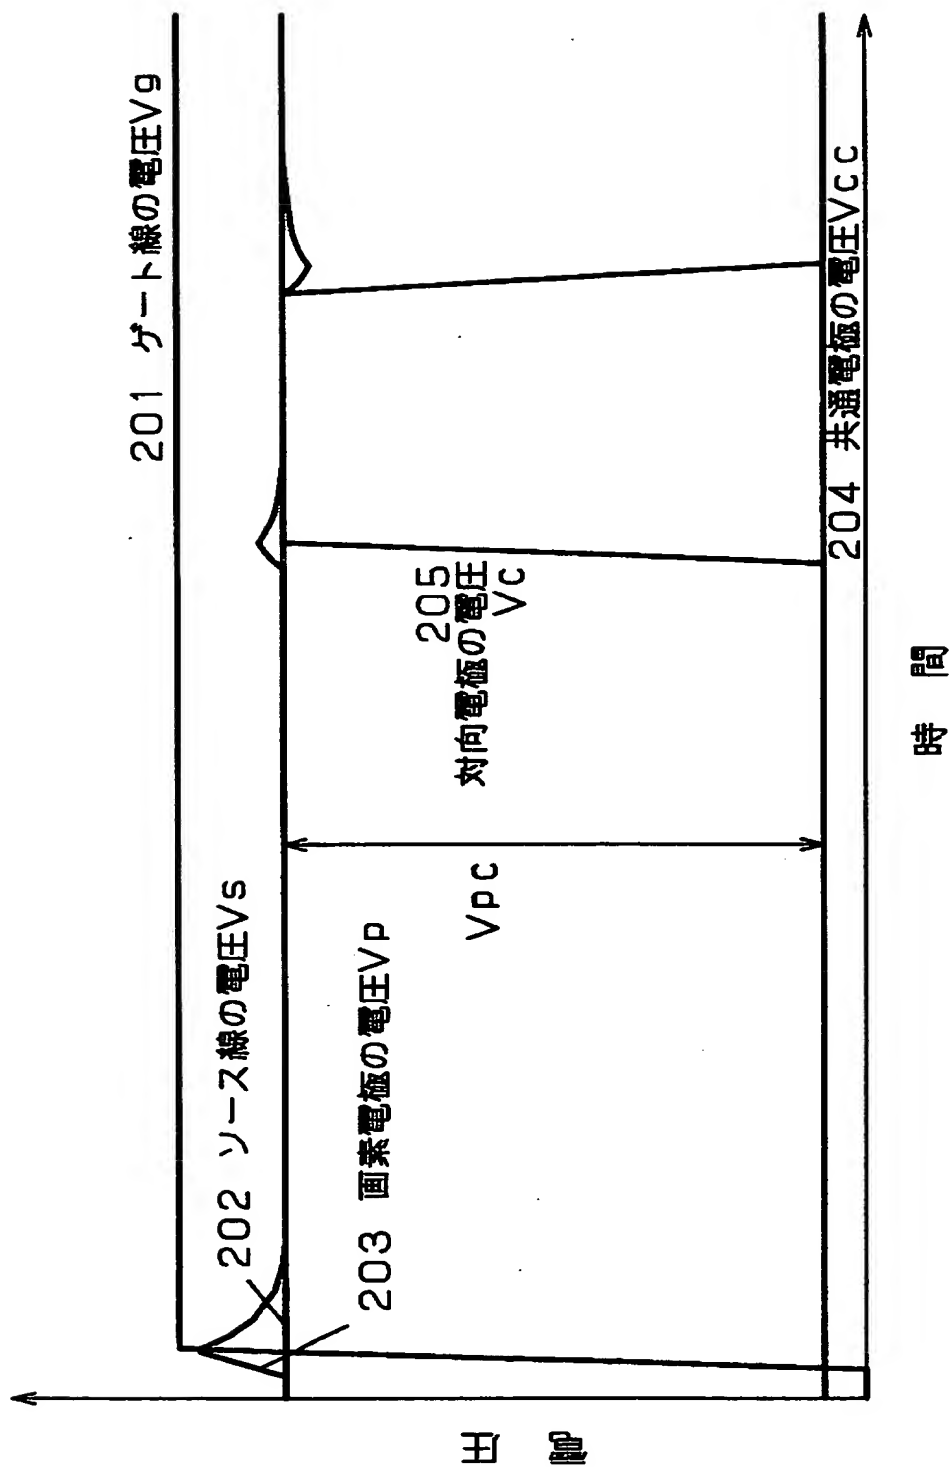 電圧
201 ゲート線の電圧Vg
202 ソース線の電圧Vs
203 画素電極の電圧Vp
Vpc
205
対向電極の電圧
Vc
204 共通電極の電圧Vcc
時間